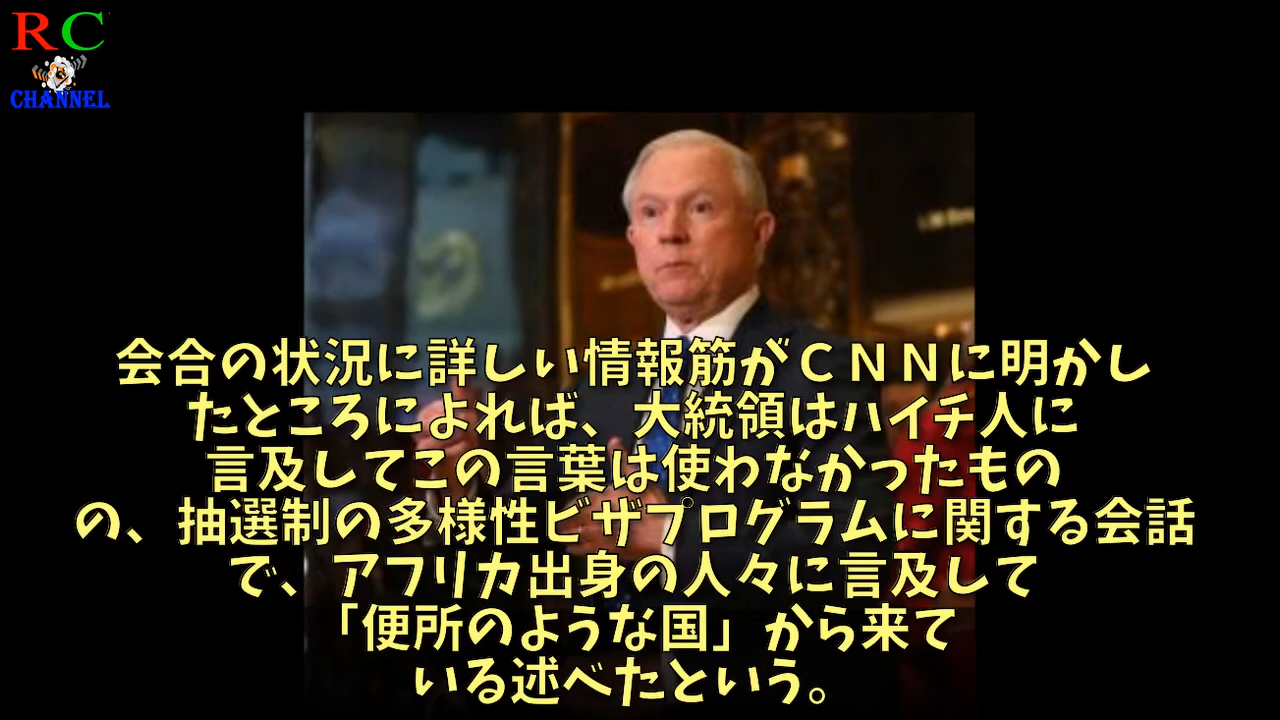 RC
CHANNEL
会合の状況に詳しい情報筋がＣＮＮに明かし
たところによれば、大統領はハイチ人に
言及してこの言葉は使わなかったもの
の、抽選制の多様性ビザプログラムに関する会話
で、アフリカ出身の人々に言及して
「便所のような国」から来て
いる述べたという。